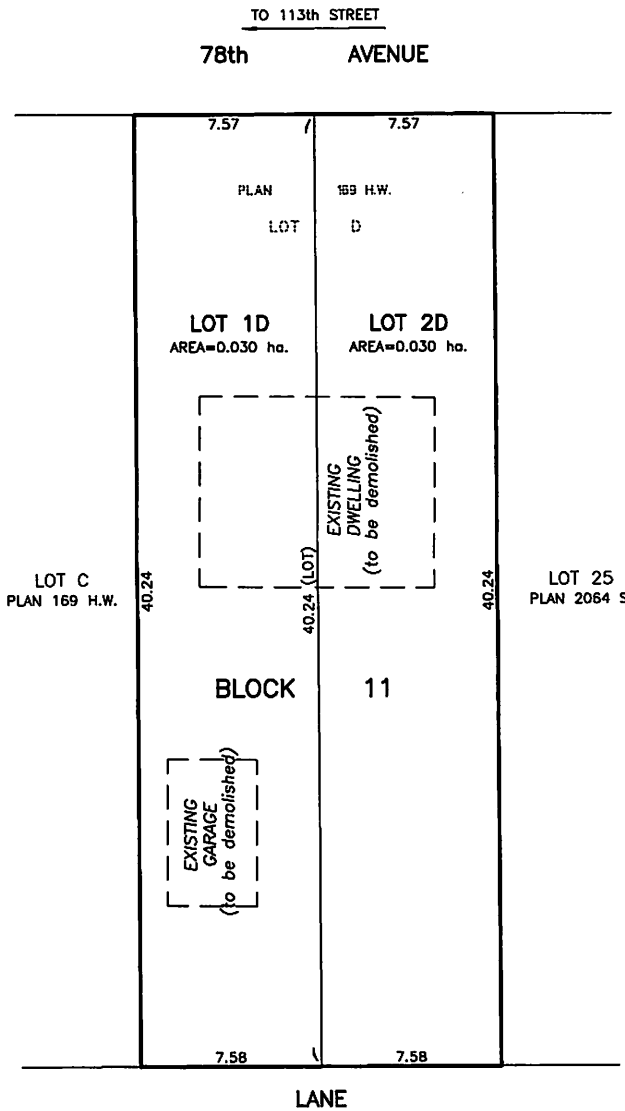 TO 113th STREET
78th AVENUE
7.57 7.57
PLAN 169 H.W.
LOT D
LOT 1D LOT 2D
AREA=0.030 ha. AREA=0.030 ha.
EXISTING
DWELLING
(to be demolished)
LOT C
PLAN 169 H.W.
40.24
40.24 (LOT)
40.24
LOT 25
PLAN 2064 S
BLOCK 11
EXISTING
GARAGE
(to be demolished)
7.58 7.58
LANE